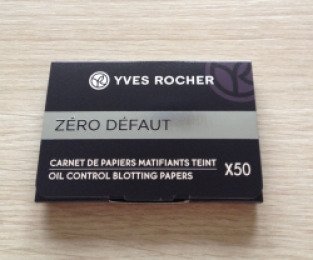 YVES ROCHER
ZÉRO DÉFAUT
CARNET DE PAPIERS MATIFIANTS TEINT
OIL CONTROL BLOTTING PAPERS
X50